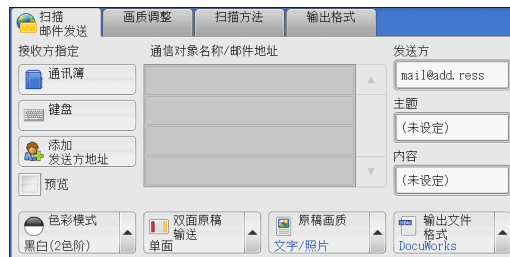 扫描
邮件发送
画质调整
扫描方法
输出格式
接收方指定
通信对象名称/邮件地址
发送方
通讯簿
mail@add.ress
键盘
主题
(未设定)
添加
发送方地址
内容
预览
(未设定)
色彩模式
黑白(2色阶)
双面原稿
输送
单面
原稿画质
文字/照片
输出文件
格式
DocuWorks